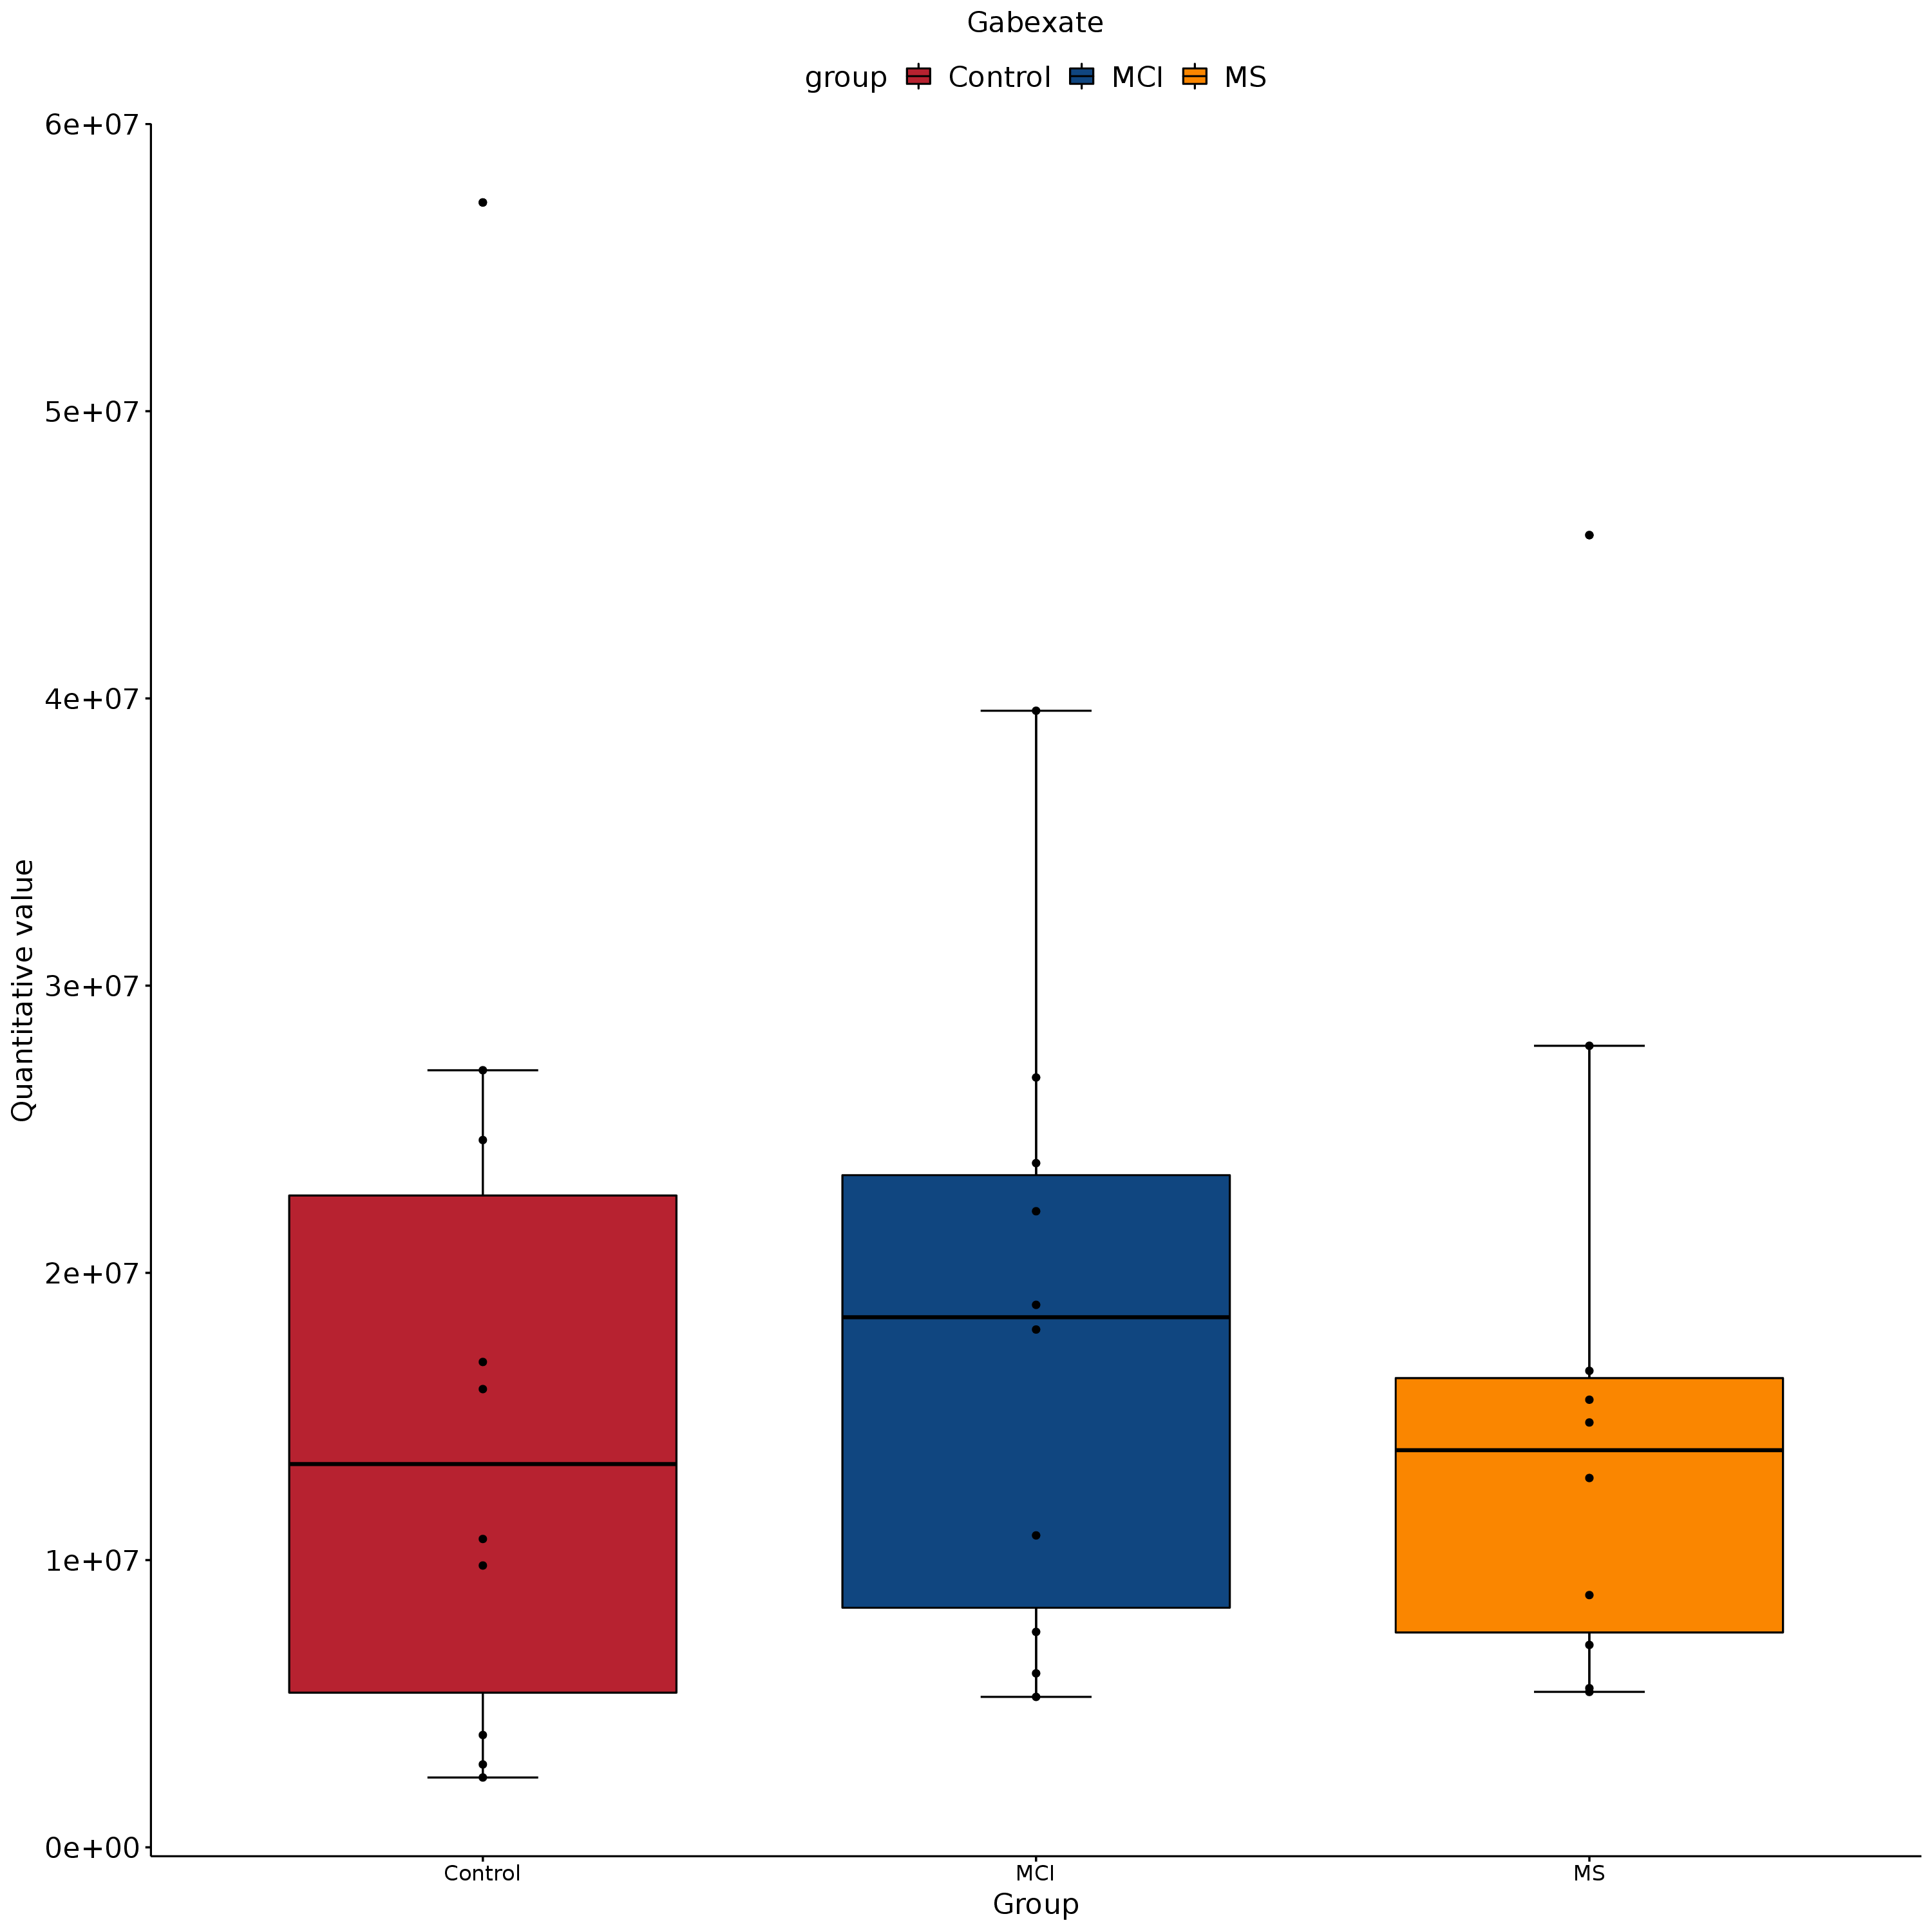 Gabexate
group Control MCI MS
6e+07
5e+07
4e+07
3e+07
2e+07
1e+07
0e+00
Quantitative value
Control MCI MS
Group